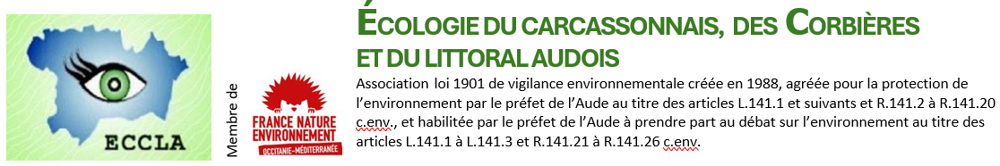 ECCLA
Membre de
FRANCE NATURE
ENVIRONNEMENT
OCCITANIE-MÉDITERRANÉE
ÉCOLOGIE DU CARCASSONNAIS, DES CORBIÈRES
ET DU LITTORAL AUDOIS
Association loi 1901 de vigilance environnementale créée en 1988, agréée pour la protection de
l’environnement par le préfet de l’Aude au titre des articles L.141.1 et suivants et R.141.2 à R.141.20
c.env., et habilitée par le préfet de l’Aude à prendre part au débat sur l’environnement au titre des
articles L.141.1 à L.141.3 et R.141.21 à R.141.26 c.env.